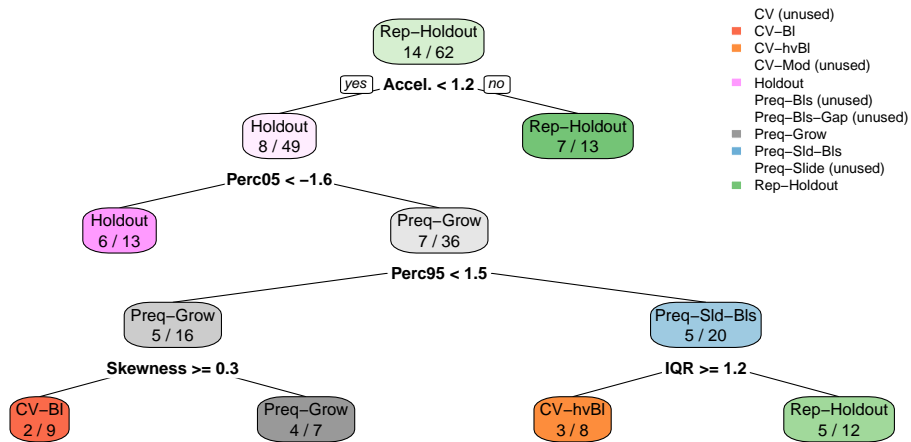 Rep−Holdout
14 / 62
yes
Accel. < 1.2
no
Holdout
8 / 49
Rep−Holdout
7 / 13
Perc05 < −1.6
Holdout
6 / 13
Preq−Grow
7 / 36
Perc95 < 1.5
Preq−Grow
5 / 16
Preq−Sld−Bls
5 / 20
Skewness >= 0.3
IQR >= 1.2
CV−Bl
2 / 9
Preq−Grow
4 / 7
CV−hvBl
3 / 8
Rep−Holdout
5 / 12
CV (unused)
CV−Bl
CV−hvBl
CV−Mod (unused)
Holdout
Preq−Bls (unused)
Preq−Bls−Gap (unused)
Preq−Grow
Preq−Sld−Bls
Preq−Slide (unused)
Rep−Holdout